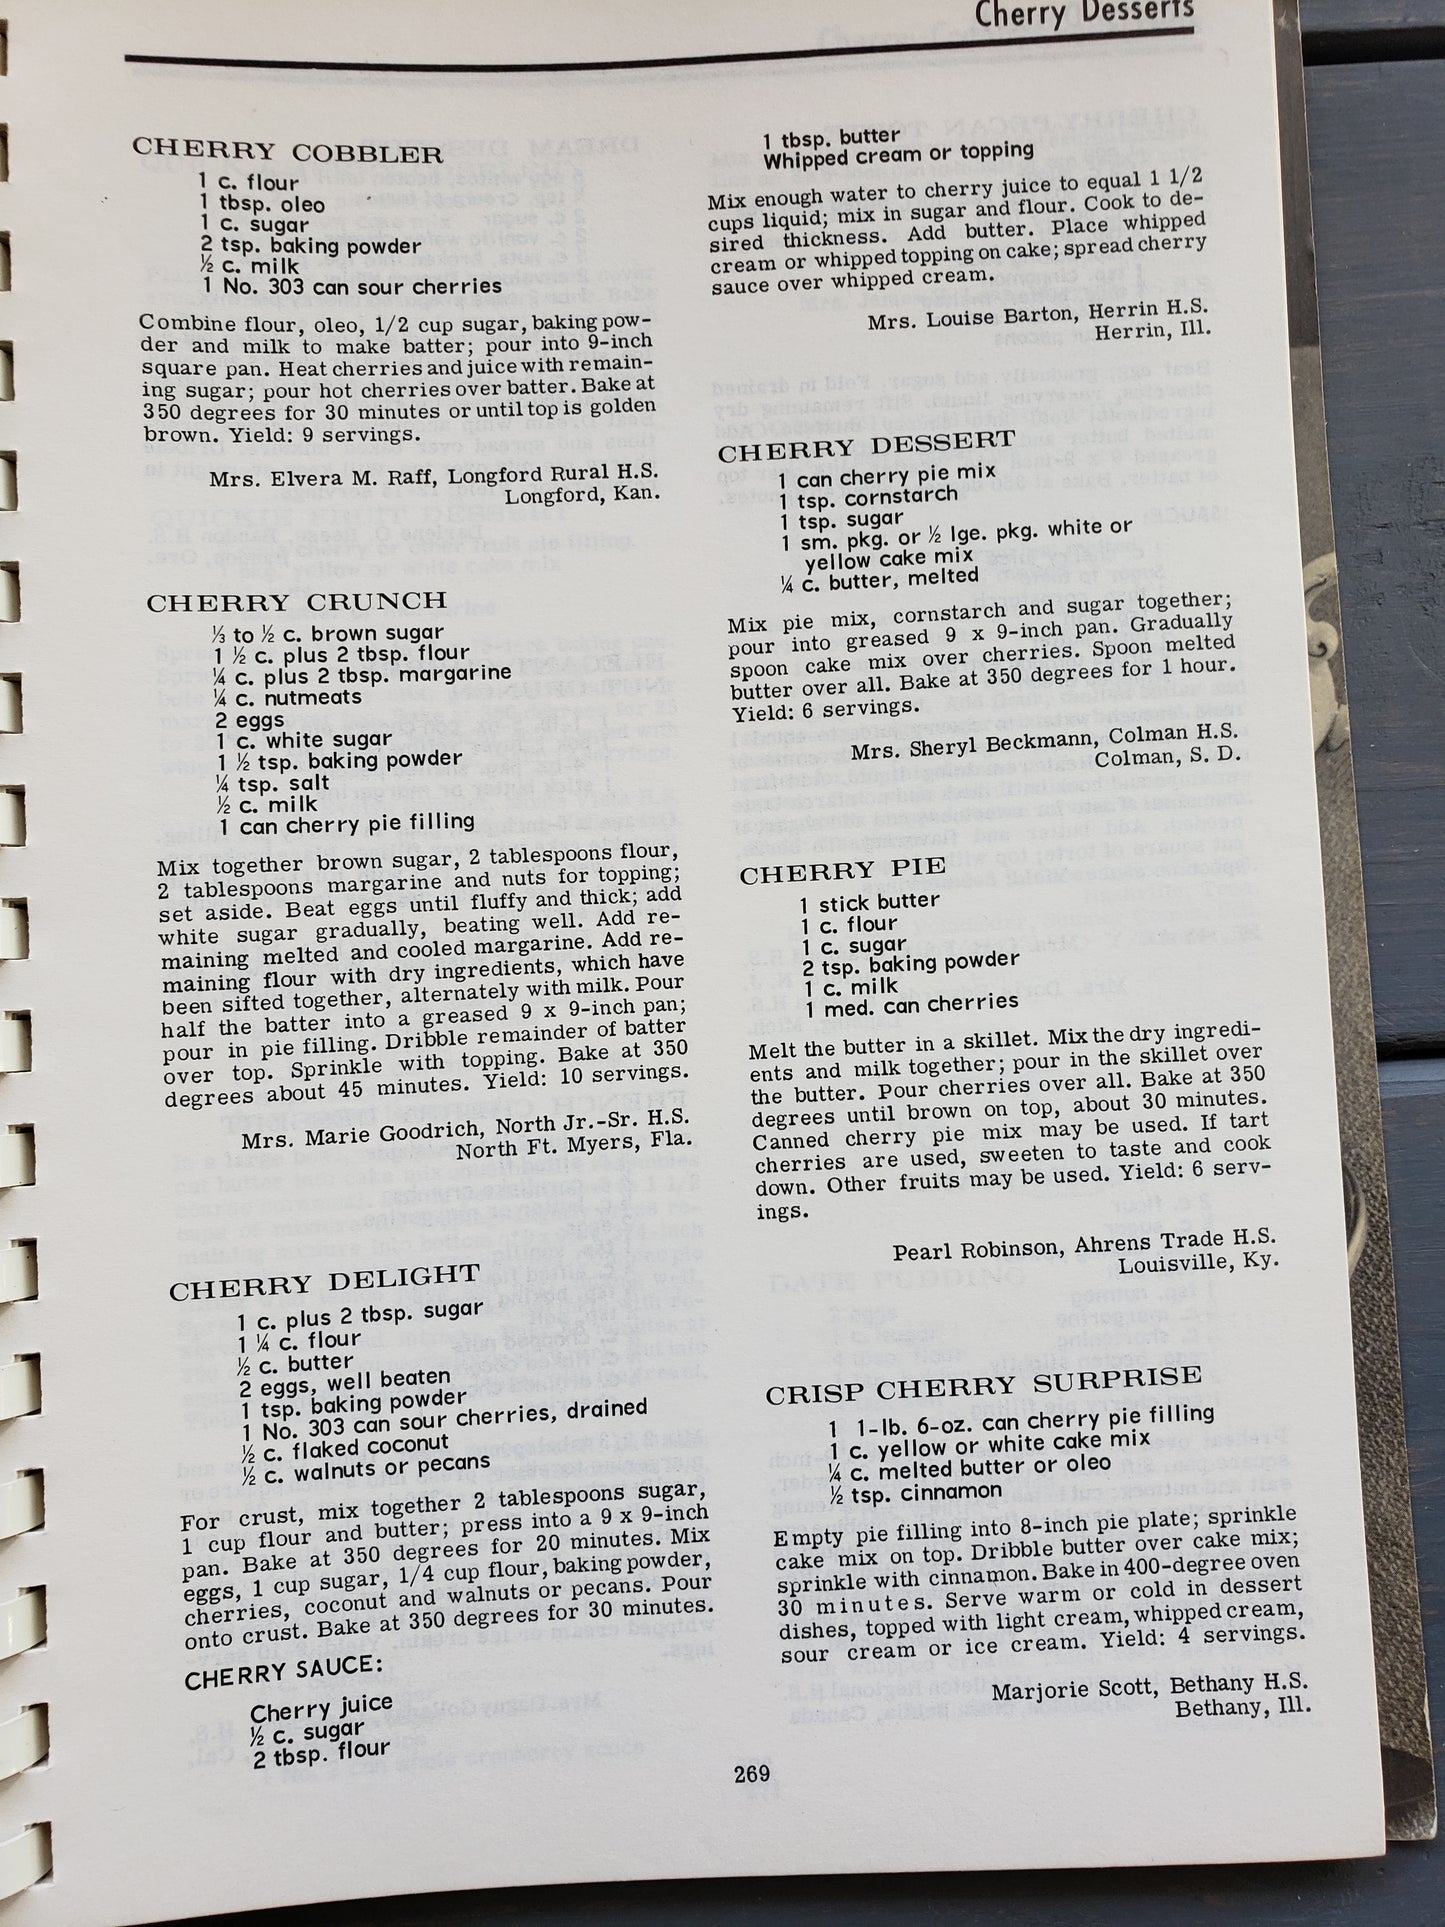 Cherry Desserts
CHERRY COBBLER
1 c. flour
1 tbsp. oleo
1 c. sugar
2 tsp. baking powder
½ c. milk
1 No. 303 can sour cherries
Combine flour, oleo, 1/2 cup sugar, baking pow-
der and milk to make batter; pour into 9-inch
square pan. Heat cherries and juice with remain-
ing sugar; pour hot cherries over batter. Bake at
350 degrees for 30 minutes or until top is golden
brown. Yield: 9 servings.
Mrs. Elvera M. Raff, Longford Rural H.S.
Longford, Kan.
CHERRY CRUNCH
⅓ to ½ c. brown sugar
1 ½ c. plus 2 tbsp. flour
¼ c. plus 2 tbsp. margarine
¼ c. nutmeats
2 eggs
1 c. white sugar
1 ½ tsp. baking powder
¼ tsp. salt
½ c. milk
1 can cherry pie filling
Mix together brown sugar, 2 tablespoons flour,
2 tablespoons margarine and nuts for topping;
set aside. Beat eggs until fluffy and thick; add
white sugar gradually, beating well. Add re-
maining melted and cooled margarine. Add re-
maining flour with dry ingredients, which have
been sifted together, alternately with milk. Pour
half the batter into a greased 9 x 9-inch pan;
pour in pie filling. Dribble remainder of batter
over top. Sprinkle with topping. Bake at 350
degrees about 45 minutes. Yield: 10 servings.
Mrs. Marie Goodrich, North Jr.-Sr. H.S.
North Ft. Myers, Fla.
CHERRY DELIGHT
1 c. plus 2 tbsp. sugar
1 ¼ c. flour
½ c. butter
2 eggs, well beaten
1 tsp. baking powder
1 No. 303 can sour cherries, drained
½ c. flaked coconut
½ c. walnuts or pecans
For crust, mix together 2 tablespoons sugar,
1 cup flour and butter; press into a 9 x 9-inch
pan. Bake at 350 degrees for 20 minutes. Mix
eggs, 1 cup sugar, 1/4 cup flour, baking powder,
cherries, coconut and walnuts or pecans. Pour
onto crust. Bake at 350 degrees for 30 minutes.
CHERRY SAUCE:
Cherry juice
½ c. sugar
2 tbsp. flour
1 tbsp. butter
Whipped cream or topping
Mix enough water to cherry juice to equal 1 1/2
cups liquid; mix in sugar and flour. Cook to de-
sired thickness. Add butter. Place whipped
cream or whipped topping on cake; spread cherry
sauce over whipped cream.
Mrs. Louise Barton, Herrin H.S.
Herrin, Ill.
CHERRY DESSERT
1 can cherry pie mix
1 tsp. cornstarch
1 tsp. sugar
1 sm. pkg. or ½ lge. pkg. white or
yellow cake mix
¼ c. butter, melted
Mix pie mix, cornstarch and sugar together;
pour into greased 9 x 9-inch pan. Gradually
spoon cake mix over cherries. Spoon melted
butter over all. Bake at 350 degrees for 1 hour.
Yield: 6 servings.
Mrs. Sheryl Beckmann, Colman H.S.
Colman, S. D.
CHERRY PIE
1 stick butter
1 c. flour
1 c. sugar
2 tsp. baking powder
1 c. milk
1 med. can cherries
Melt the butter in a skillet. Mix the dry ingredi-
ents and milk together; pour in the skillet over
the butter. Pour cherries over all. Bake at 350
degrees until brown on top, about 30 minutes.
Canned cherry pie mix may be used. If tart
cherries are used, sweeten to taste and cook
down. Other fruits may be used. Yield: 6 serv-
ings.
Pearl Robinson, Ahrens Trade H.S.
Louisville, Ky.
CRISP CHERRY SURPRISE
1 1-lb. 6-oz. can cherry pie filling
1 c. yellow or white cake mix
¼ c. melted butter or oleo
½ tsp. cinnamon
Empty pie filling into 8-inch pie plate; sprinkle
cake mix on top. Dribble butter over cake mix;
sprinkle with cinnamon. Bake in 400-degree oven
30 minutes. Serve warm or cold in dessert
dishes, topped with light cream, whipped cream,
sour cream or ice cream. Yield: 4 servings.
Marjorie Scott, Bethany H.S.
Bethany, Ill.
269